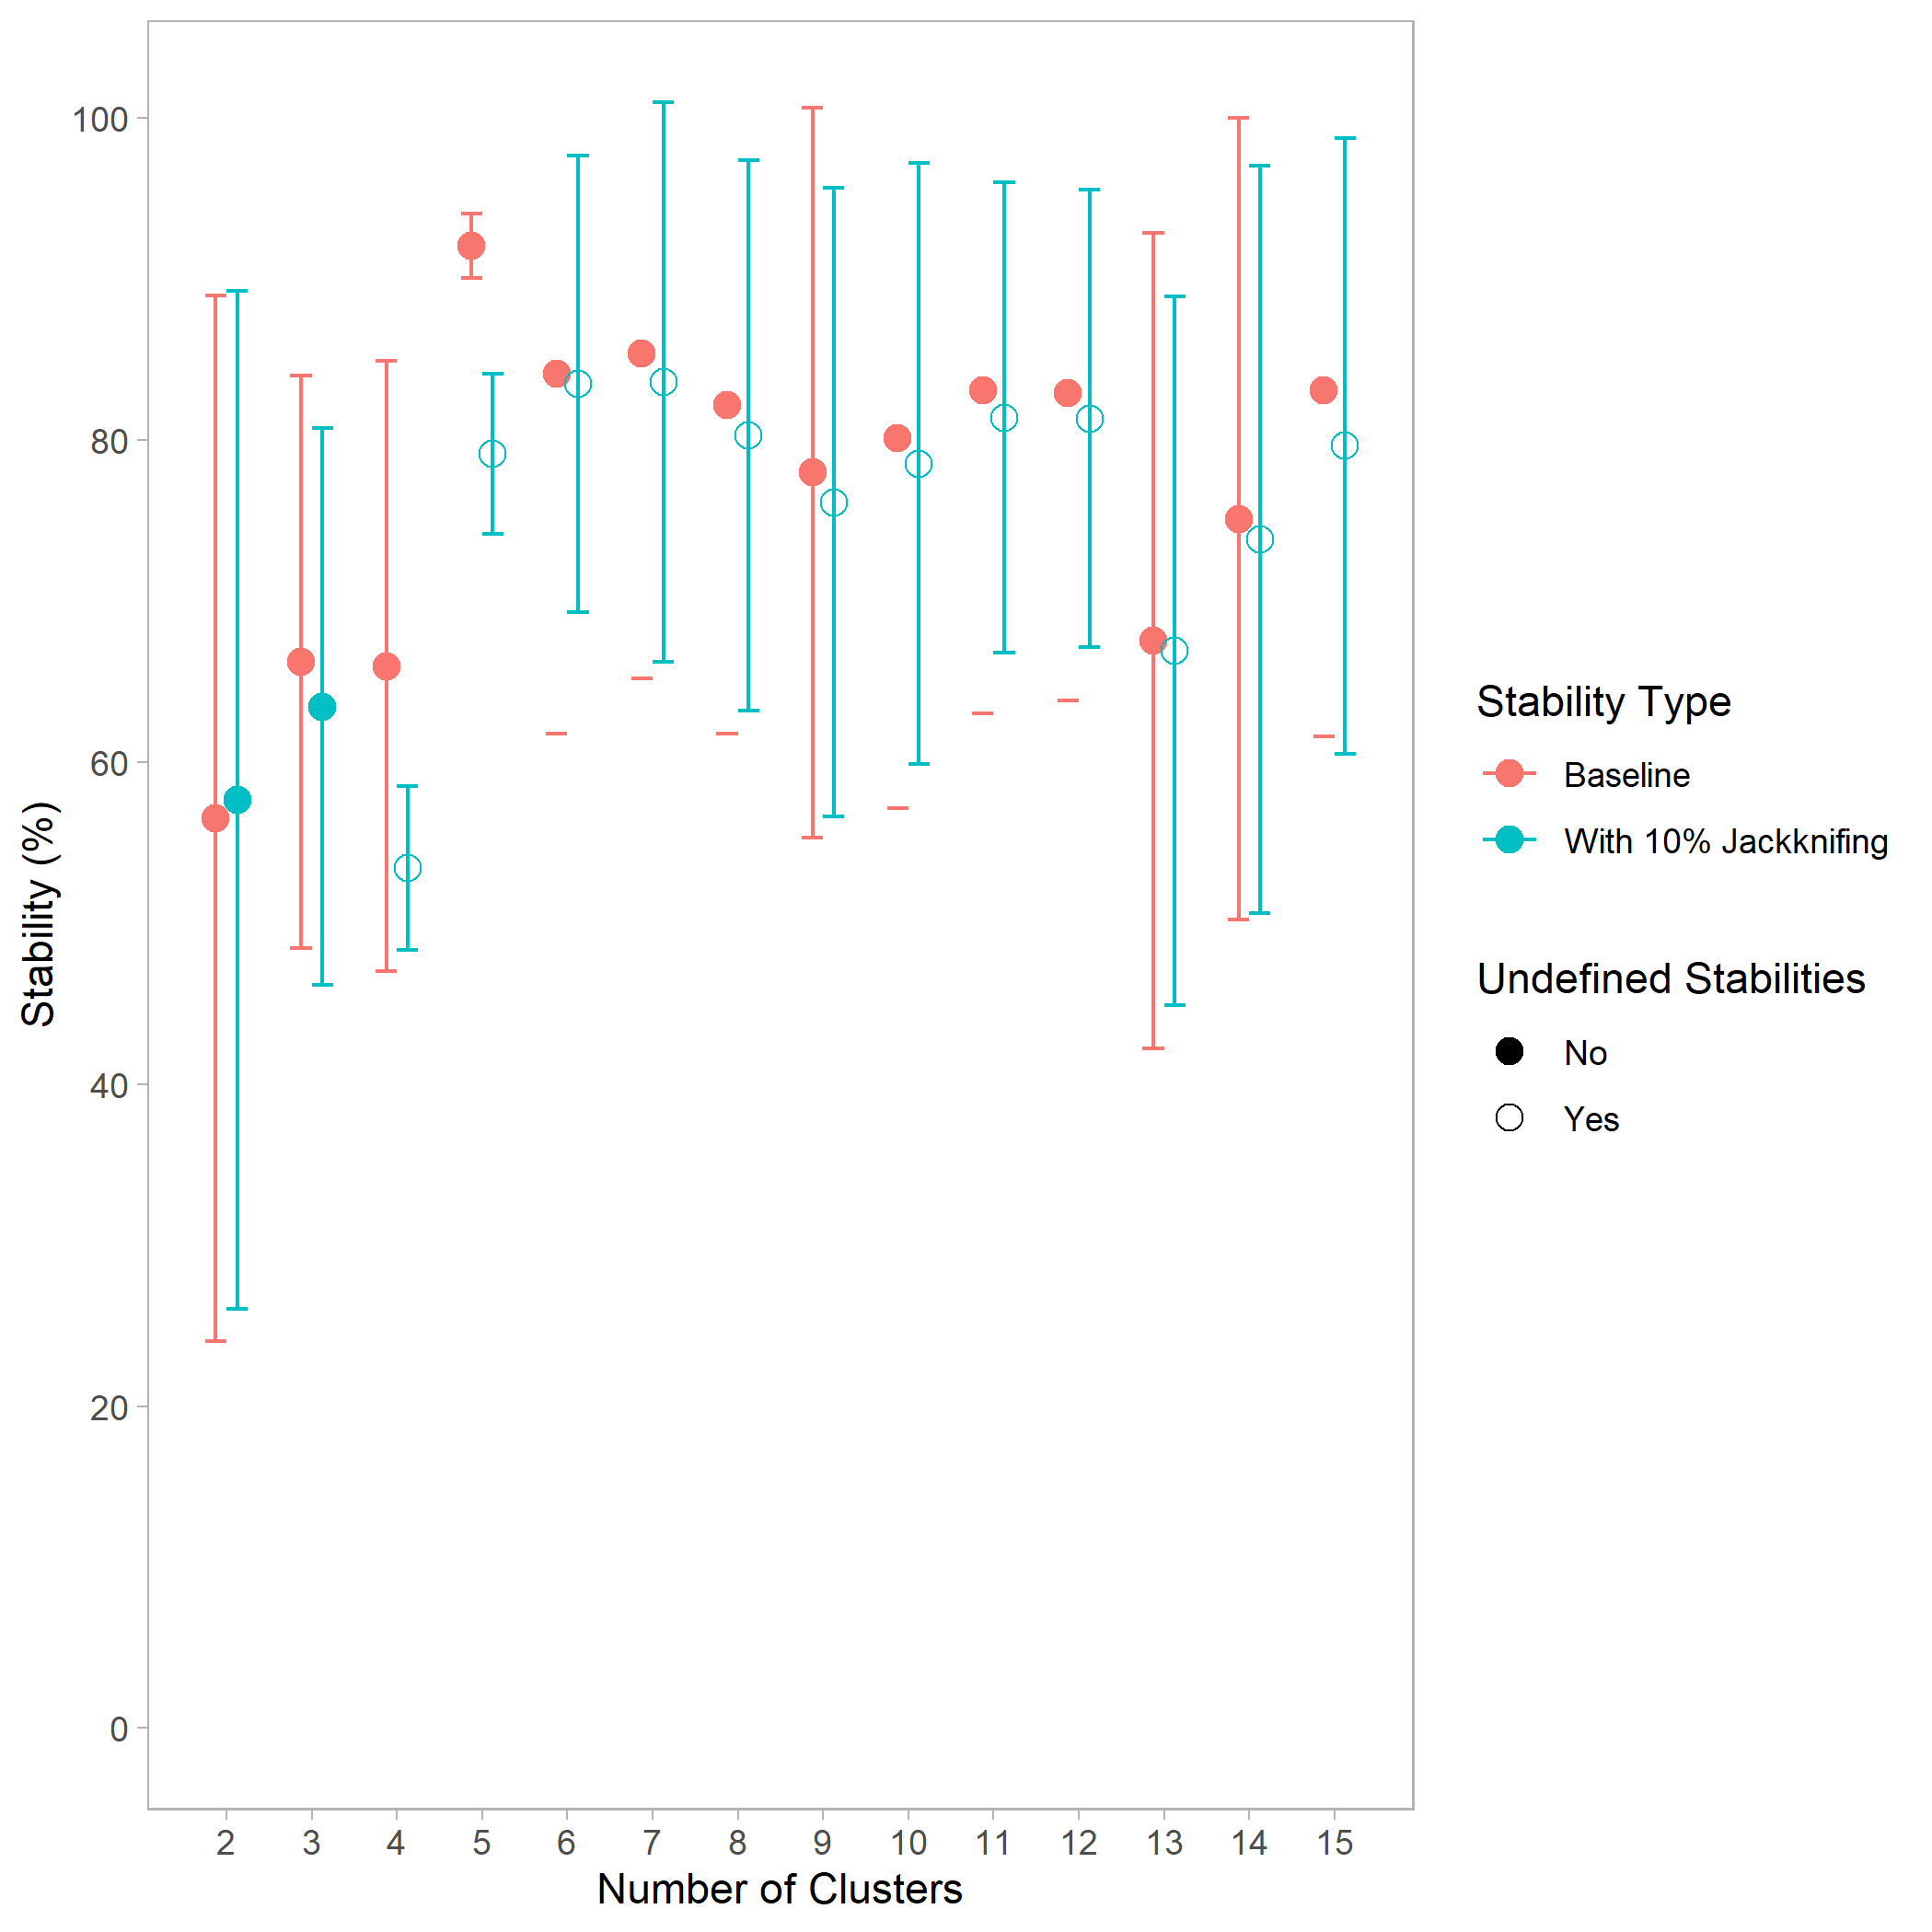 100
80
60
40
20
0
Stability (%)
2 3 4 5 6 7 8 9 10 11 12 13 14 15
Number of Clusters
Stability Type
Baseline
With 10% Jackknifing
Undefined Stabilities
No
Yes